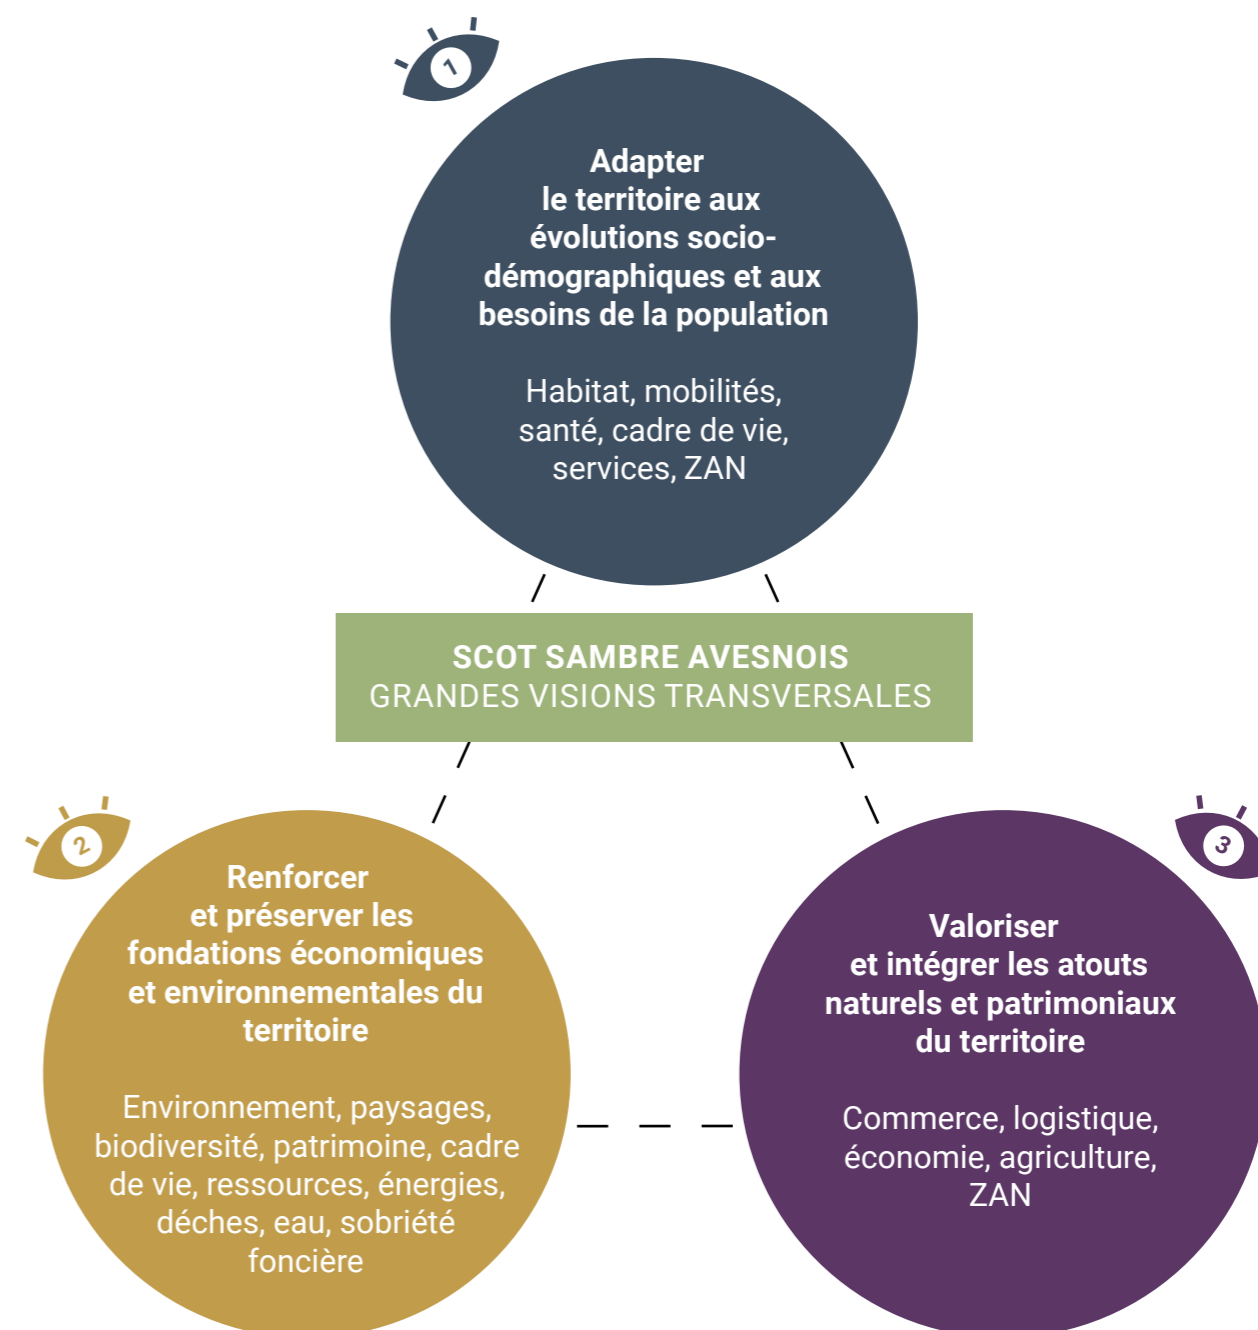 1
Adapter
le territoire aux
évolutions socio-
démographiques et aux
besoins de la population
Habitat, mobilités,
santé, cadre de vie,
services, ZAN
SCOT SAMBRE AVESNOIS
GRANDES VISIONS TRANSVERSALES
2
Renforcer
et préserver les
fondations économiques
et environnementales du
territoire
Environnement, paysages,
biodiversité, patrimoine, cadre
de vie, ressources, énergies,
déches, eau, sobriété
foncière
3
Valoriser
et intégrer les atouts
naturels et patrimoniaux
du territoire
Commerce, logistique,
économie, agriculture,
ZAN